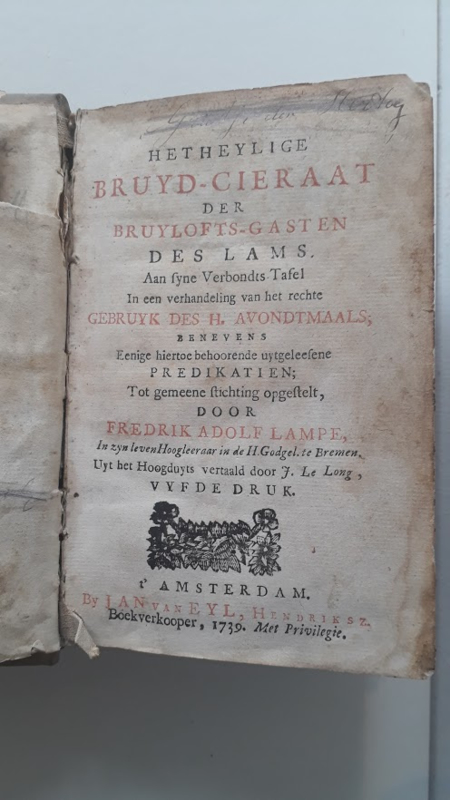 HET HEYLIGE
BRUYD-CIERAAT
DER
BRUYLOFTS-GASTEN
DES LAMS.
Aan syne Verbondts Tafel
In een verhandeling van het rechte
GEBRUYK DES H. AVONDTMAALS;
BENEVENS
Eenige hiertoe behoorende uytgeleesene
PREDIKATIEN;
Tot gemeene stichting opgestelt,
DOOR
FREDRIK ADOLF LAMPE,
In zyn leven Hoogleeraar in de H. Godgel. te Bremen.
Uyt het Hoogduyts vertaald door J. Le Long,
VYFDE DRUK.
t' AMSTERDAM.
By JAN VAN EYL, HENDRIKSZ.
Boekverkooper, 1739. Met Privilegie.